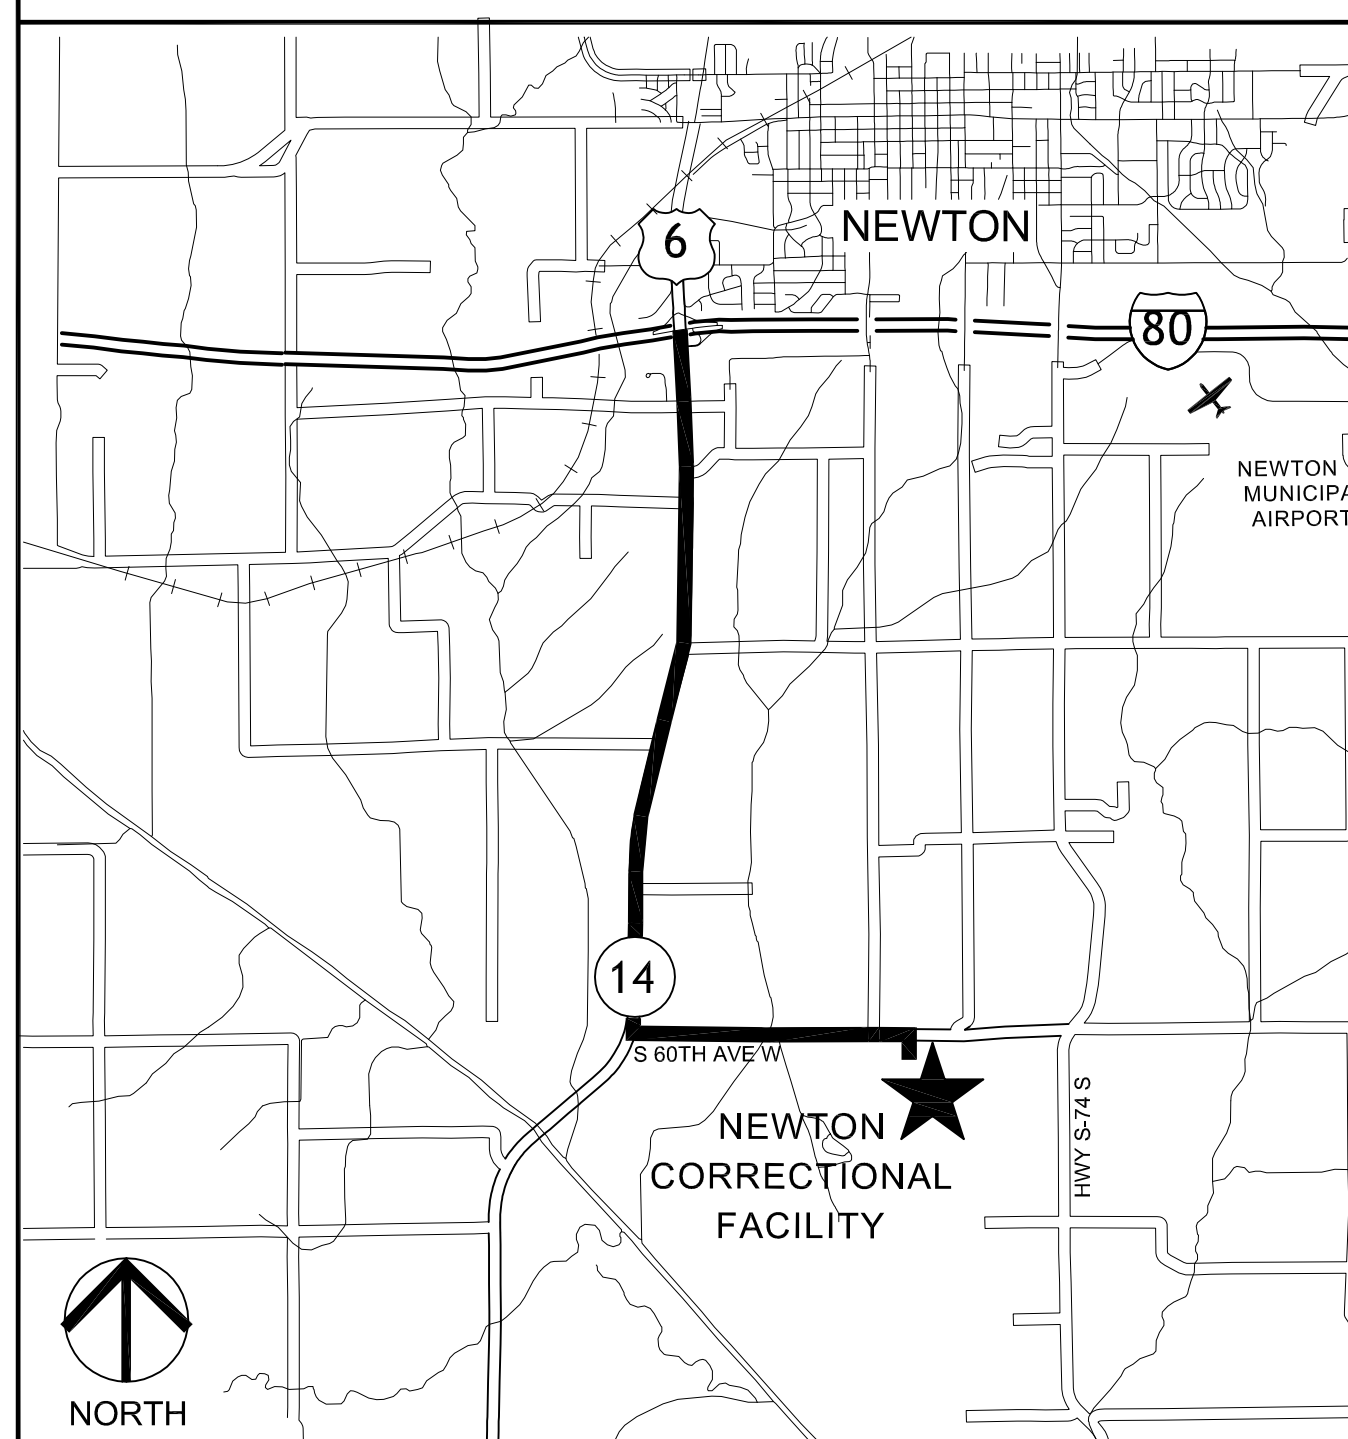 NEWTON
6
80
NEWTON
MUNICIPA
AIRPORT
14
S 60TH AVE W
HWY S-74 S
NEWTON
CORRECTIONAL
FACILITY
NORTH